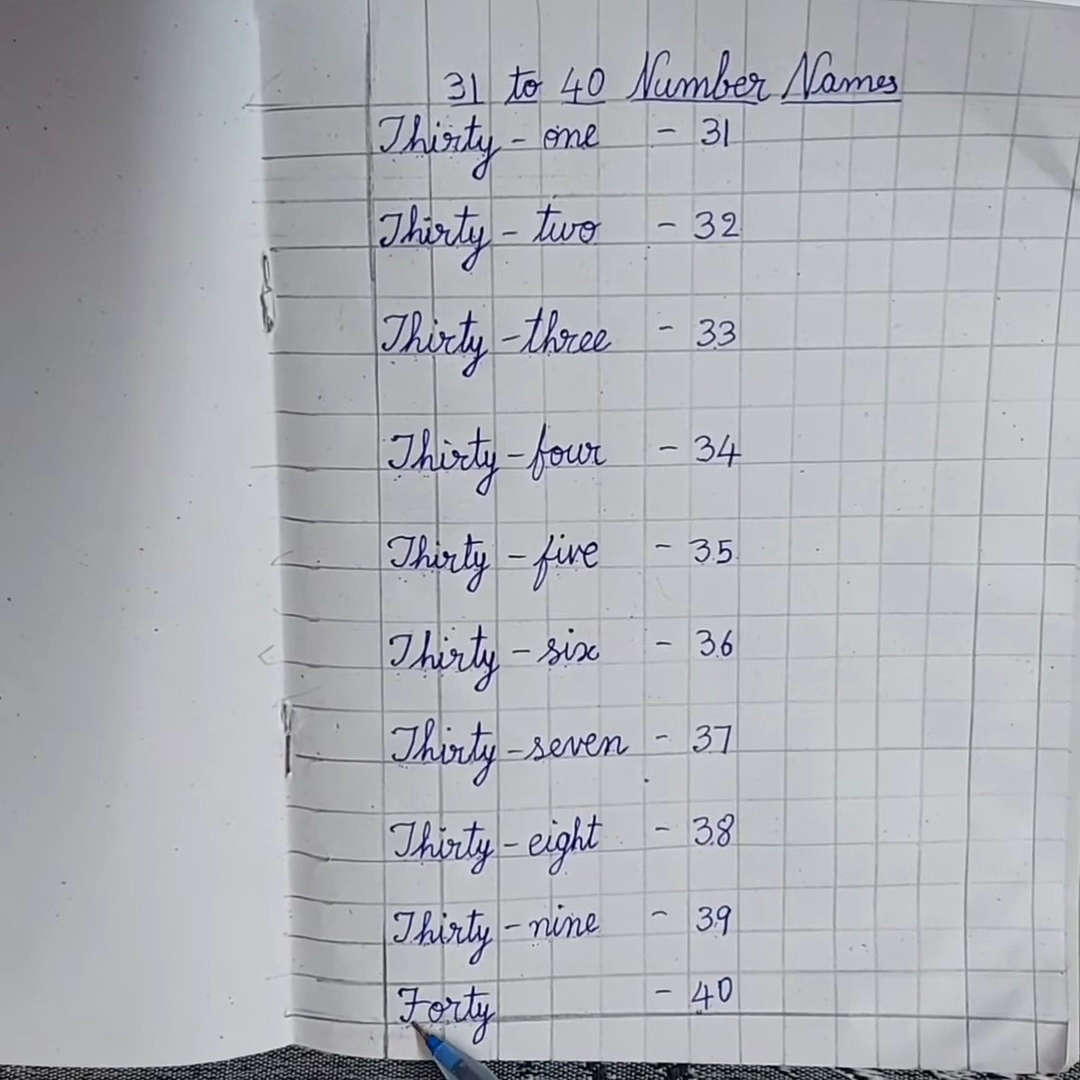 31 to 40 Number Names
Thirty - one - 31
Thirty - two - 32
Thirty - three - 33
Thirty - four - 34
Thirty - five - 35
Thirty - six - 36
Thirty - seven - 37
Thirty - eight - 38
Thirty - nine - 39
Forty - 40